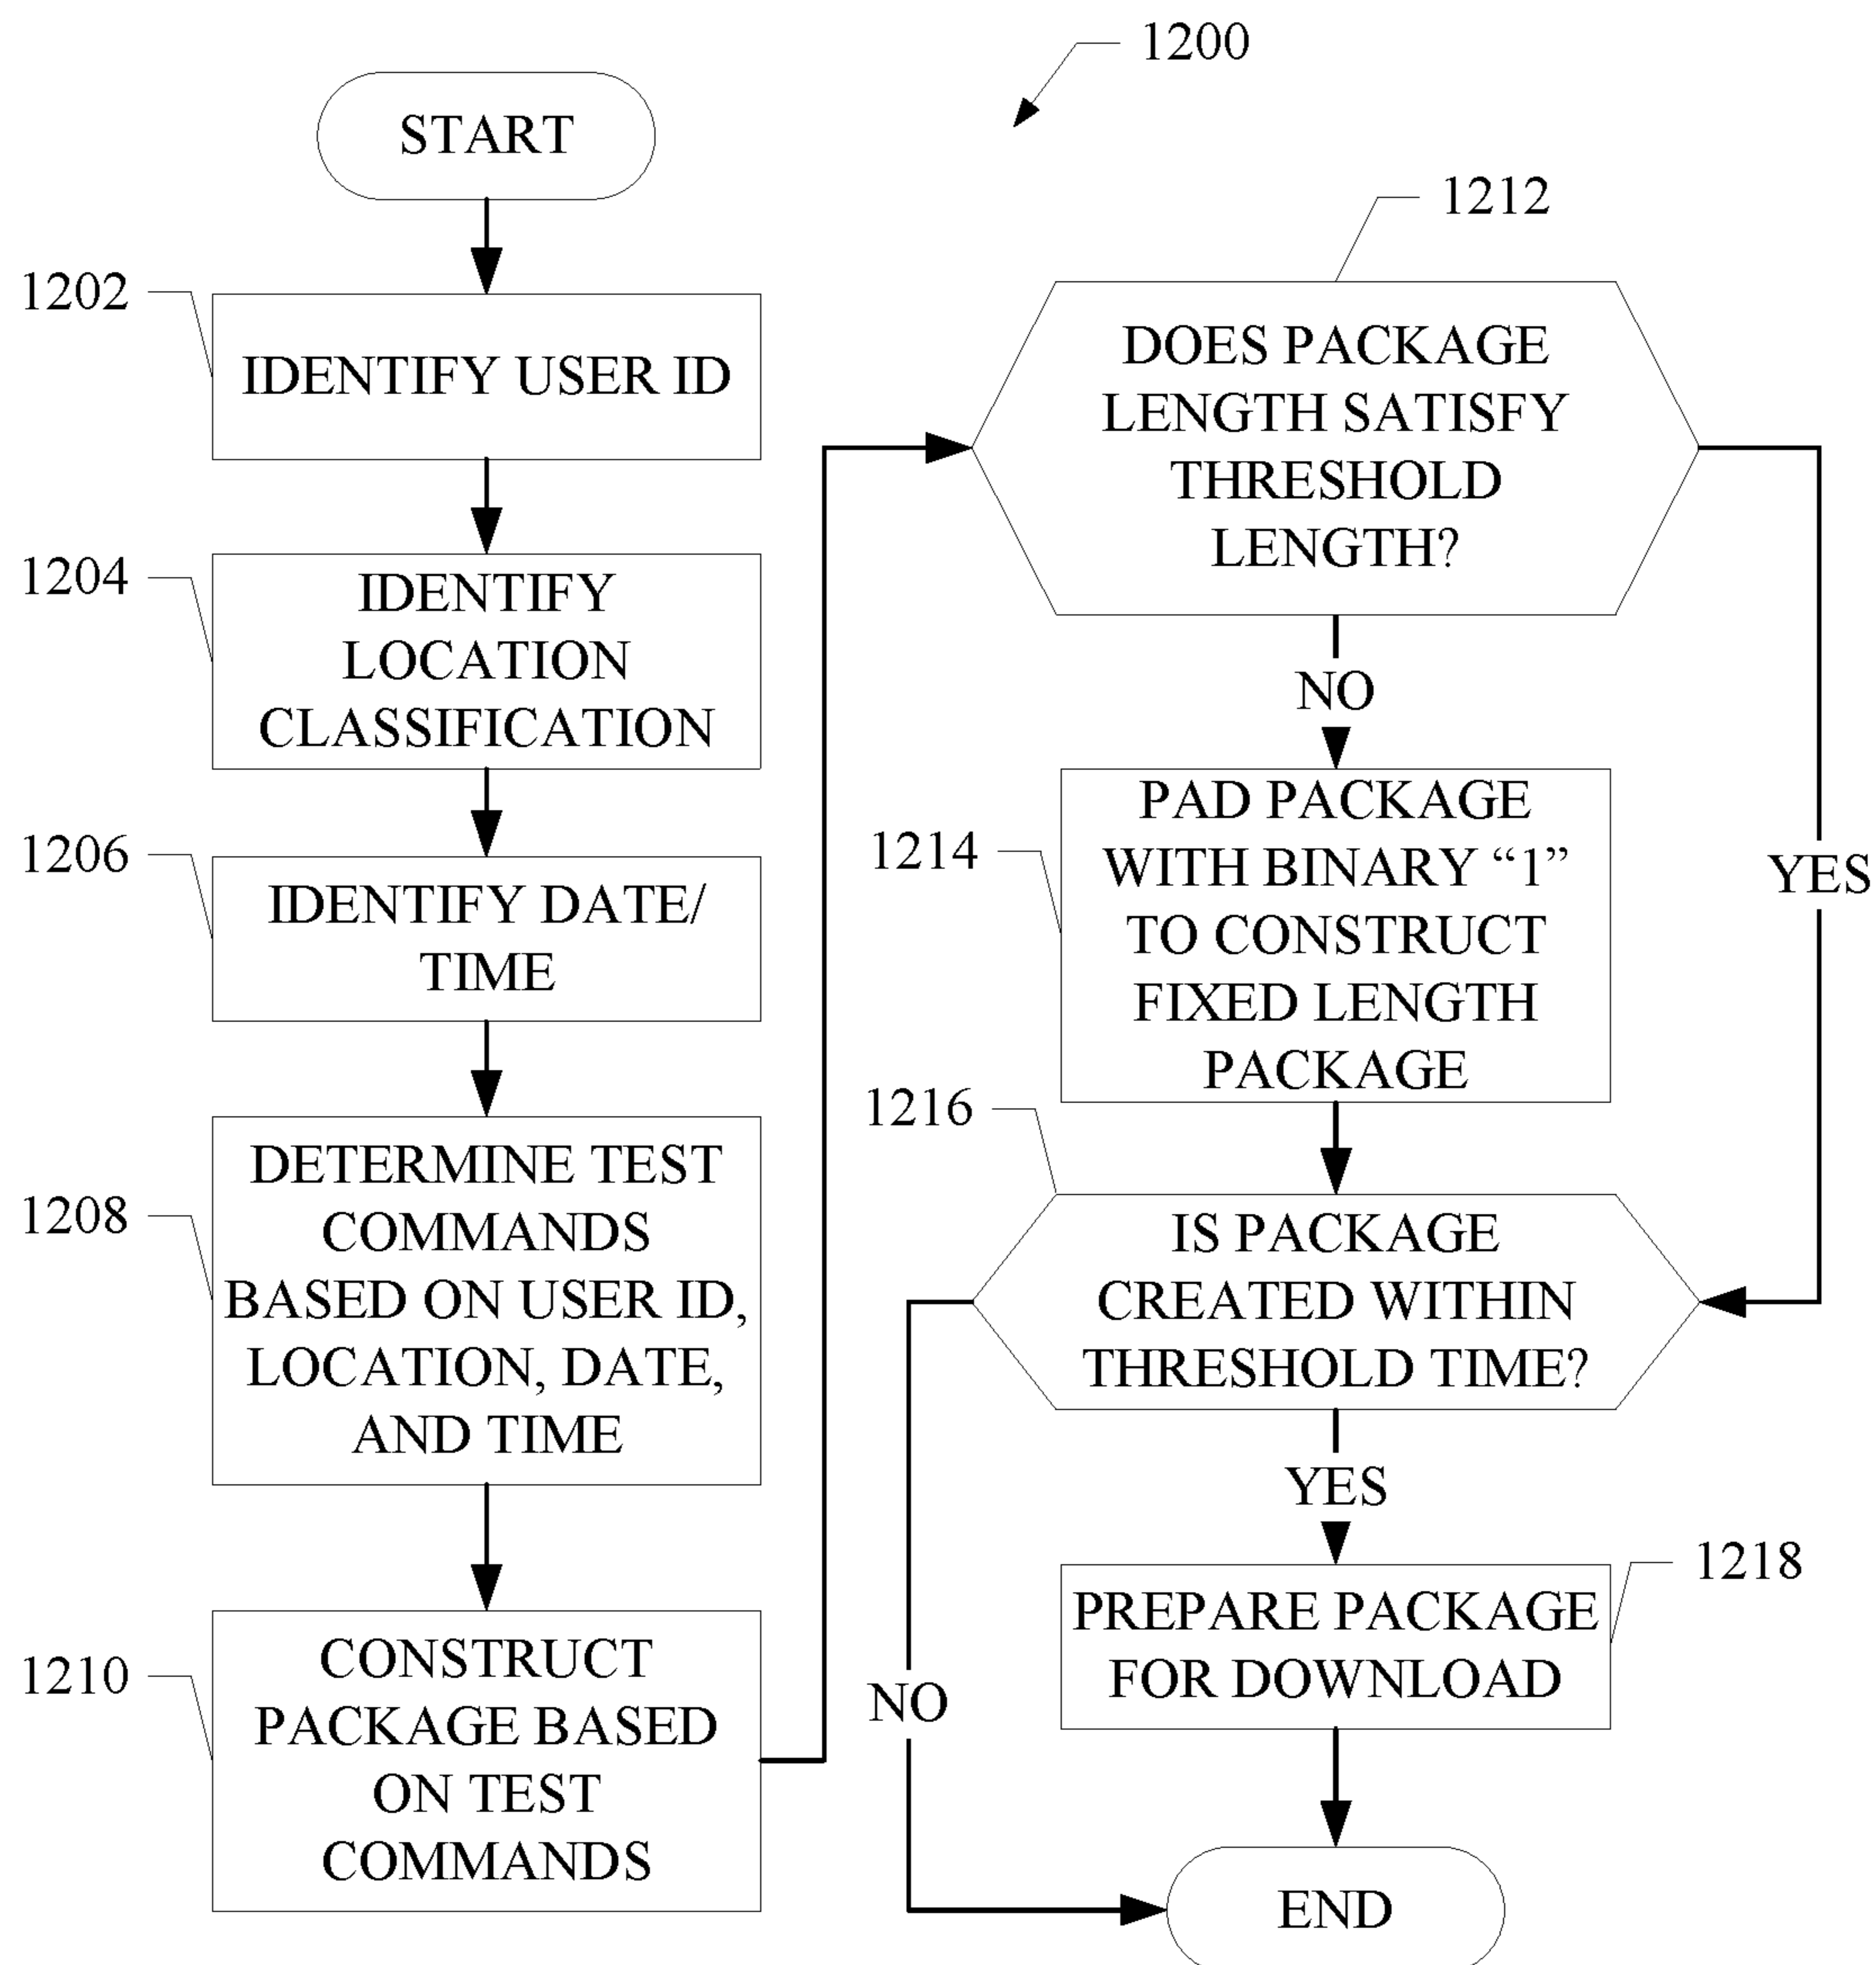 1200
START
1202
IDENTIFY USER ID
1204
IDENTIFY
LOCATION
CLASSIFICATION
1206
IDENTIFY DATE/
TIME
1208
DETERMINE TEST
COMMANDS
BASED ON USER ID,
LOCATION, DATE,
AND TIME
1210
CONSTRUCT
PACKAGE BASED
ON TEST
COMMANDS
1212
DOES PACKAGE
LENGTH SATISFY
THRESHOLD
LENGTH?
NO
YES
1214
PAD PACKAGE
WITH BINARY “1”
TO CONSTRUCT
FIXED LENGTH
PACKAGE
1216
IS PACKAGE
CREATED WITHIN
THRESHOLD TIME?
YES
NO
1218
PREPARE PACKAGE
FOR DOWNLOAD
END